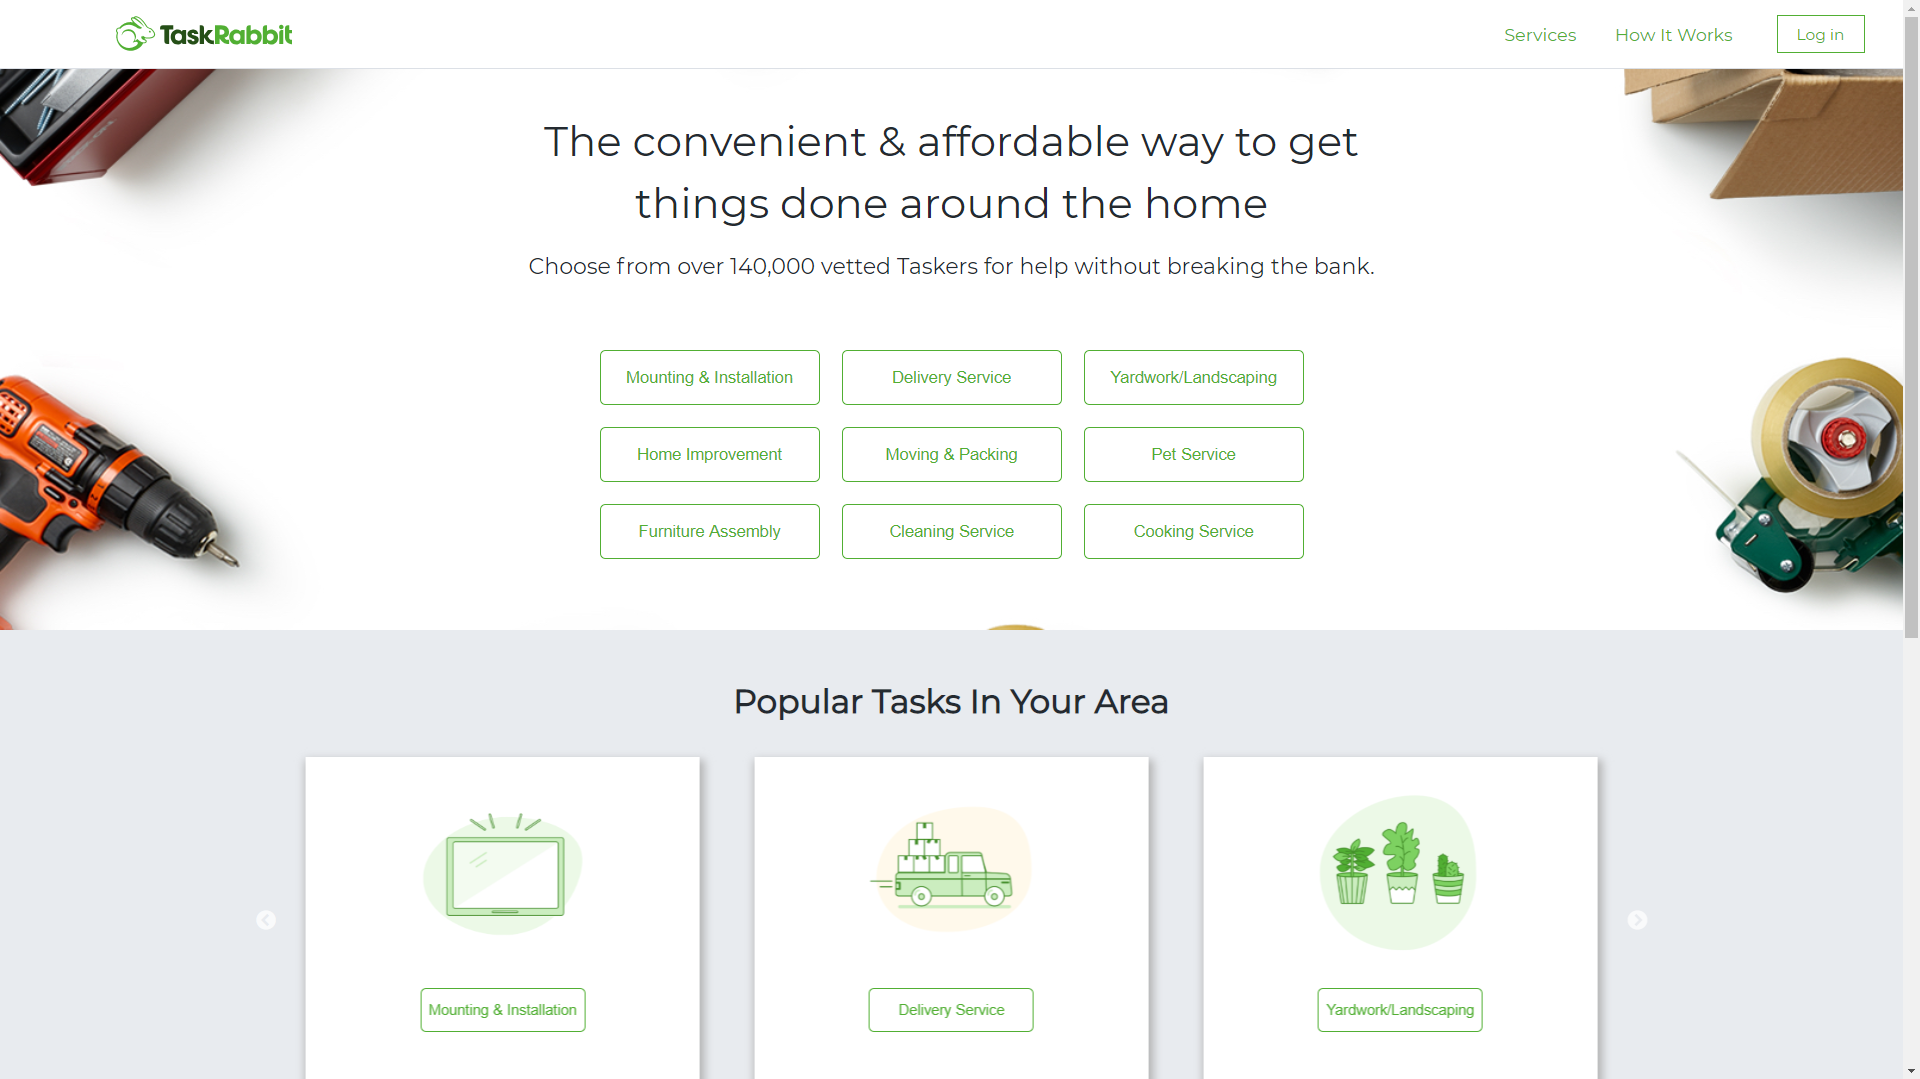 TaskRabbit
Services
How It Works
Log in
The convenient & affordable way to get
things done around the home
Choose from over 140,000 vetted Taskers for help without breaking the bank.
Mounting & Installation
Delivery Service
Yardwork/Landscaping
Home Improvement
Moving & Packing
Pet Service
Furniture Assembly
Cleaning Service
Cooking Service
Popular Tasks In Your Area
Mounting & Installation
Delivery Service
Yardwork/Landscaping